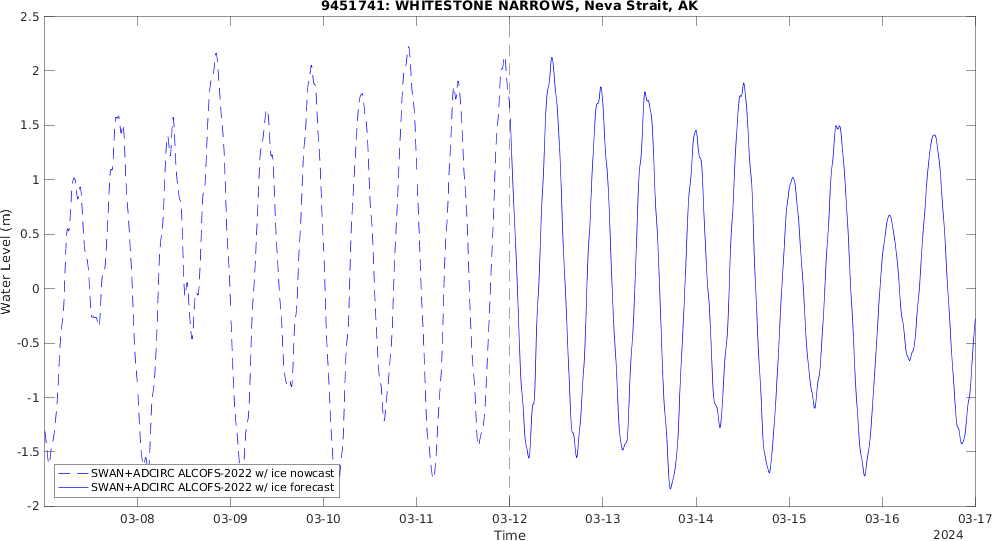 9451741: WHITESTONE NARROWS, Neva Strait, AK
2.5
2
1.5
1
0.5
0
-0.5
-1
-1.5
-2
Water Level (m)
SWAN+ADCIRC ALCOFS-2022 w/ ice nowcast
SWAN+ADCIRC ALCOFS-2022 w/ ice forecast
03-08 03-09 03-10 03-11 03-12 03-13 03-14 03-15 03-16 03-17
Time
2024